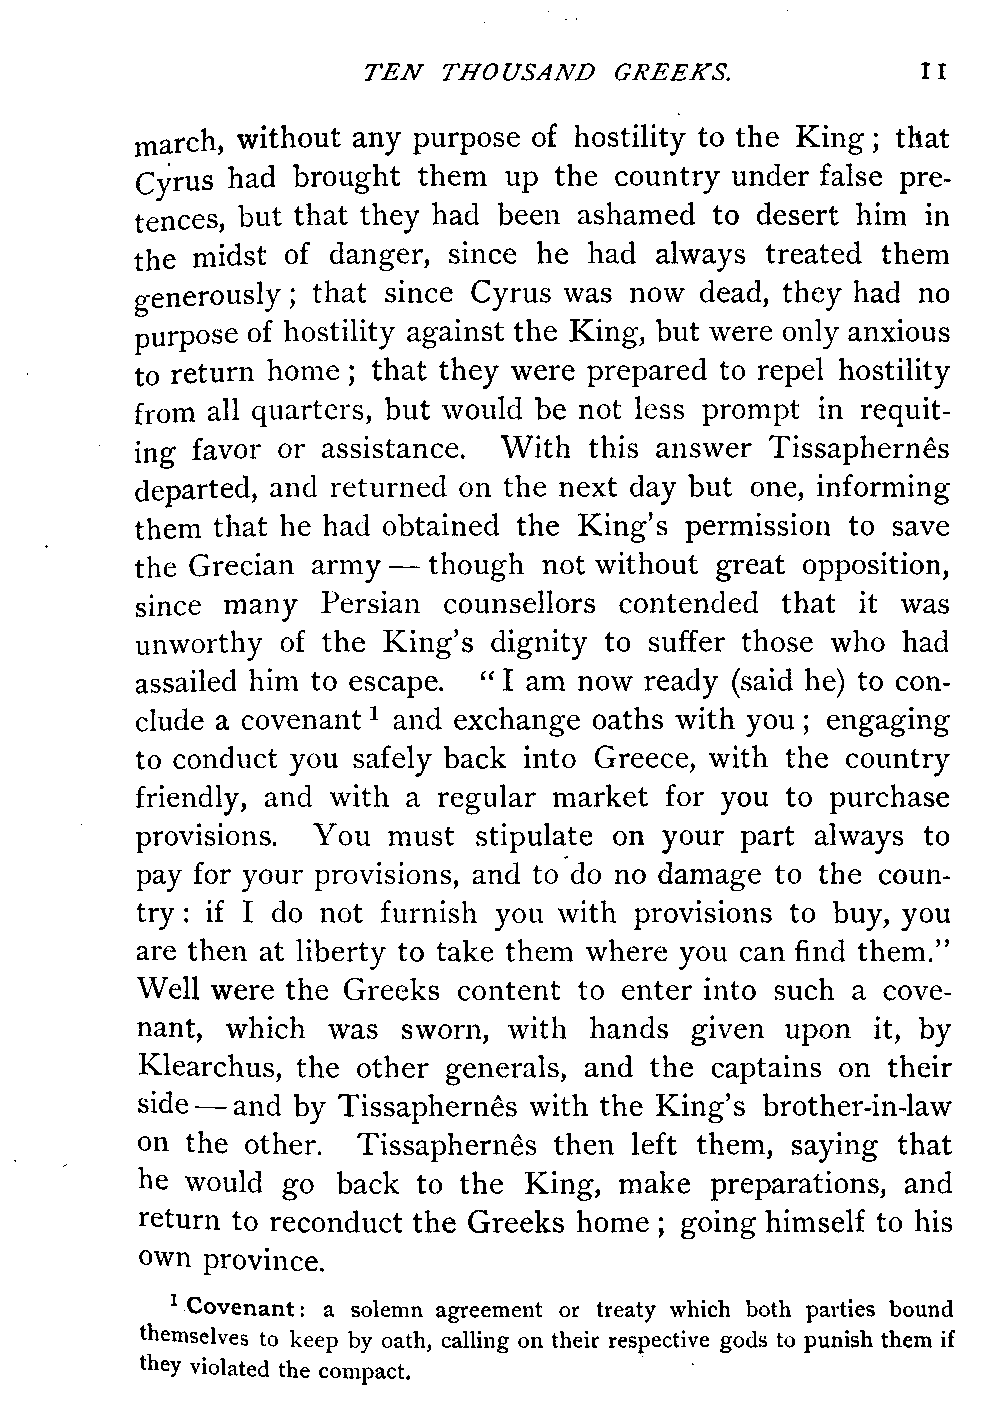 TEN THOUSAND GREEKS. 11
march, without any purpose of hostility to the King; that
Cyrus had brought them up the country under false pre-
tences, but that they had been ashamed to desert him in
the midst of danger, since he had always treated them
generously; that since Cyrus was now dead, they had no
purpose of hostility against the King, but were only anxious
to return home; that they were prepared to repel hostility
from all quarters, but would be not less prompt in requit-
ing favor or assistance. With this answer Tissaphernês
departed, and returned on the next day but one, informing
them that he had obtained the King's permission to save
the Grecian army — though not without great opposition,
since many Persian counsellors contended that it was
unworthy of the King's dignity to suffer those who had
assailed him to escape. "I am now ready (said he) to con-
clude a covenant¹ and exchange oaths with you; engaging
to conduct you safely back into Greece, with the country
friendly, and with a regular market for you to purchase
provisions. You must stipulate on your part always to
pay for your provisions, and to do no damage to the coun-
try: if I do not furnish you with provisions to buy, you
are then at liberty to take them where you can find them."
Well were the Greeks content to enter into such a cove-
nant, which was sworn, with hands given upon it, by
Klearchus, the other generals, and the captains on their
side — and by Tissaphernês with the King's brother-in-law
on the other. Tissaphernês then left them, saying that
he would go back to the King, make preparations, and
return to reconduct the Greeks home; going himself to his
own province.
¹ Covenant: a solemn agreement or treaty which both parties bound
themselves to keep by oath, calling on their respective gods to punish them if
they violated the compact.